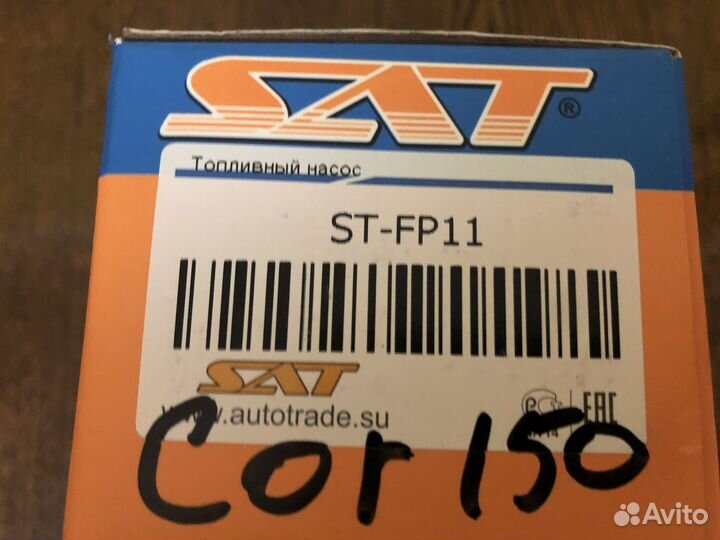 SAT®
Топливный насос
ST-FP11
SAT
www.autotrade.su
EAC
Cor 150
Avito